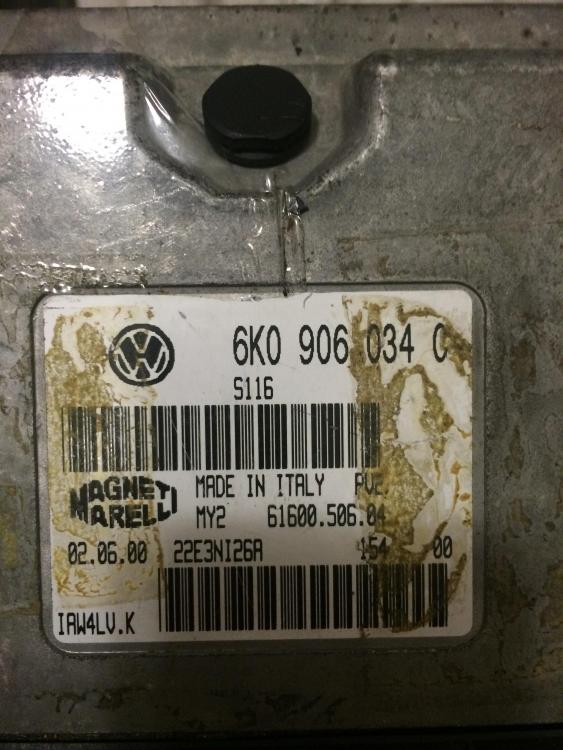 6K0 906 034 C
S116
MAGNETI MARELLI
MADE IN ITALY PV2
MY2 61600.506.04
02.06.00 22E3NI26A 154 00
IAW4LV.K